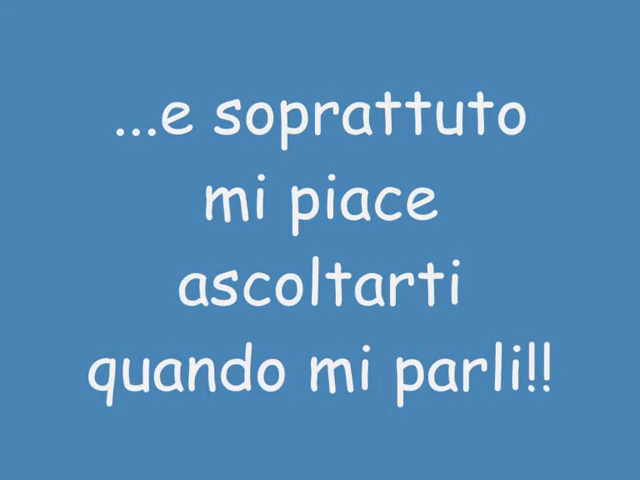 ...e soprattuto
mi piace
ascoltarti
quando mi parli!!